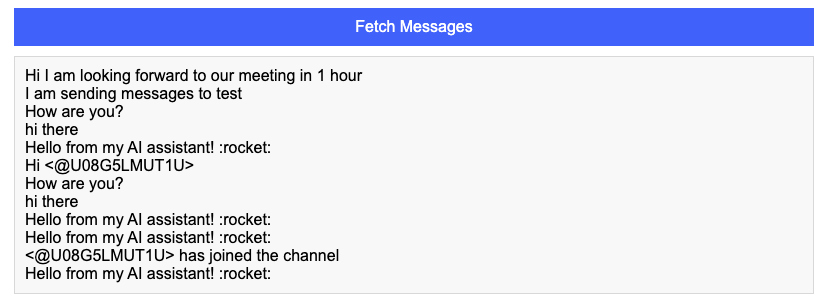 Fetch Messages
Hi I am looking forward to our meeting in 1 hour
I am sending messages to test
How are you?
hi there
Hello from my AI assistant! :rocket:
Hi <@U08G5LMUT1U>
How are you?
hi there
Hello from my AI assistant! :rocket:
Hello from my AI assistant! :rocket:
<@U08G5LMUT1U> has joined the channel
Hello from my AI assistant! :rocket: